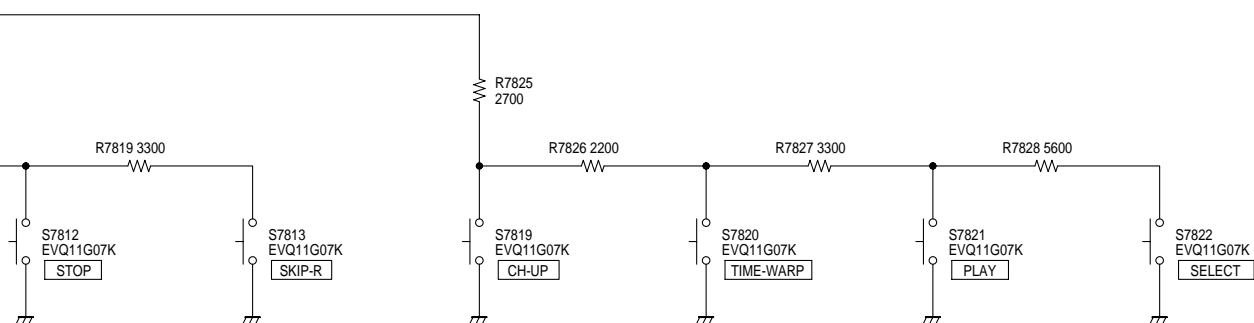 R7825
2700
R7819 3300
R7826 2200
R7827 3300
R7828 5600
S7812
EVQ11G07K
STOP
S7813
EVQ11G07K
SKIP-R
S7819
EVQ11G07K
CH-UP
S7820
EVQ11G07K
TIME-WARP
S7821
EVQ11G07K
PLAY
S7822
EVQ11G07K
SELECT